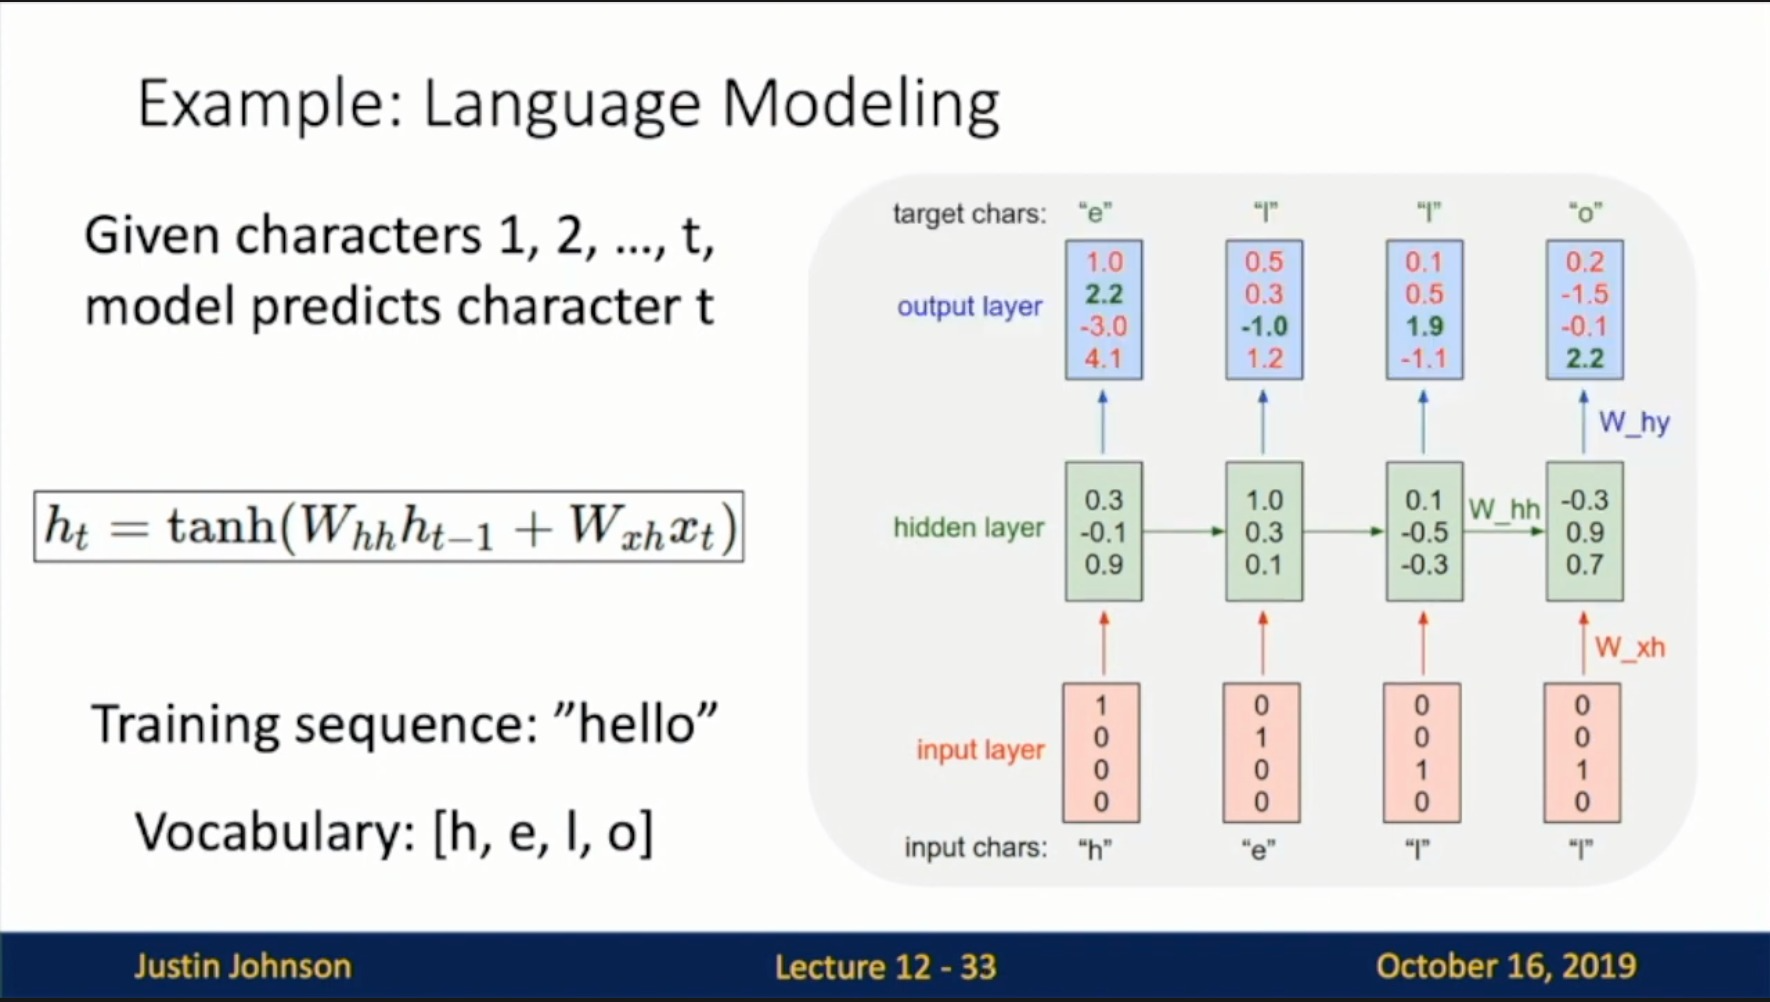 Example: Language Modeling
Given characters 1, 2, ..., t,
model predicts character t
h_t = tanh(W_{hh}h_{t-1} + W_{xh}x_t)
Training sequence: ”hello”
Vocabulary: [h, e, l, o]
target chars: “e” “l” “l” “o”
1.0 0.5 0.1 0.2
2.2 0.3 0.5 -1.5
output layer
-3.0 -1.0 1.9 -0.1
4.1 1.2 -1.1 2.2
W_hy
0.3 1.0 0.1 W_hh -0.3
hidden layer -0.1 0.3 -0.5 0.9
0.9 0.1 -0.3 0.7
W_xh
1 0 0 0
0 1 0 0
input layer
0 0 1 1
0 0 0 0
input chars: “h” “e” “l” “l”
Justin Johnson Lecture 12 - 33 October 16, 2019